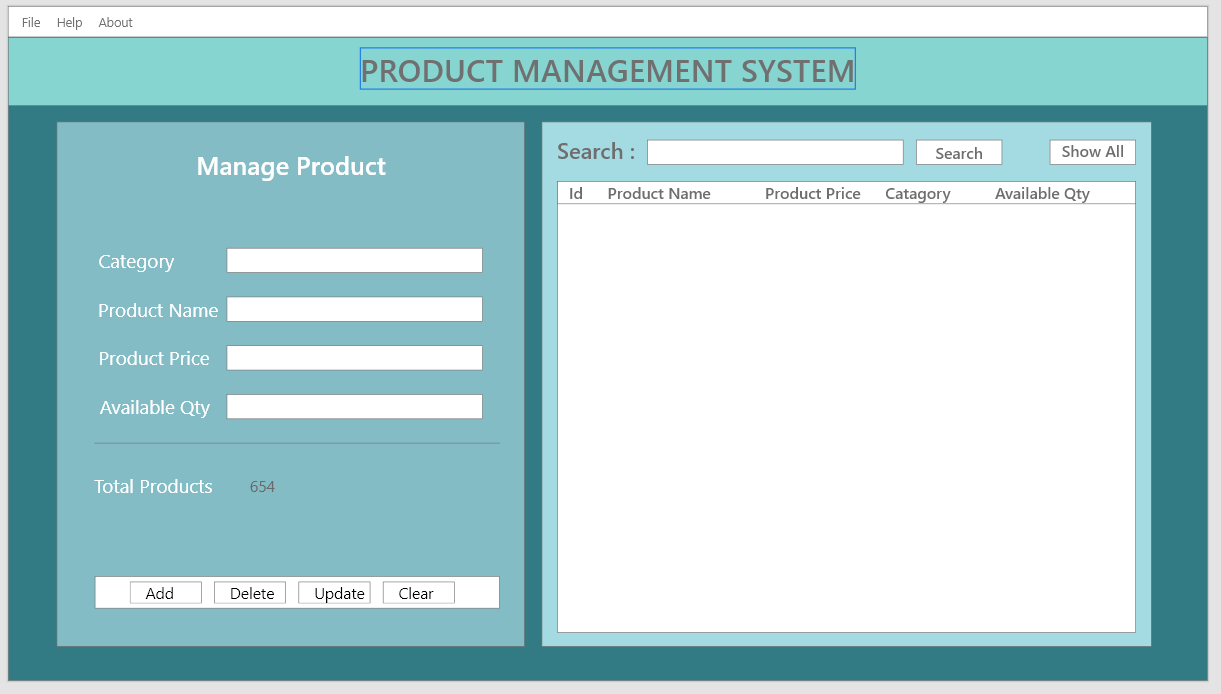 File Help About
PRODUCT MANAGEMENT SYSTEM
Manage Product
Category
Product Name
Product Price
Available Qty
Total Products 654
Add Delete Update Clear
Search : Search Show All
Id Product Name Product Price Catagory Available Qty